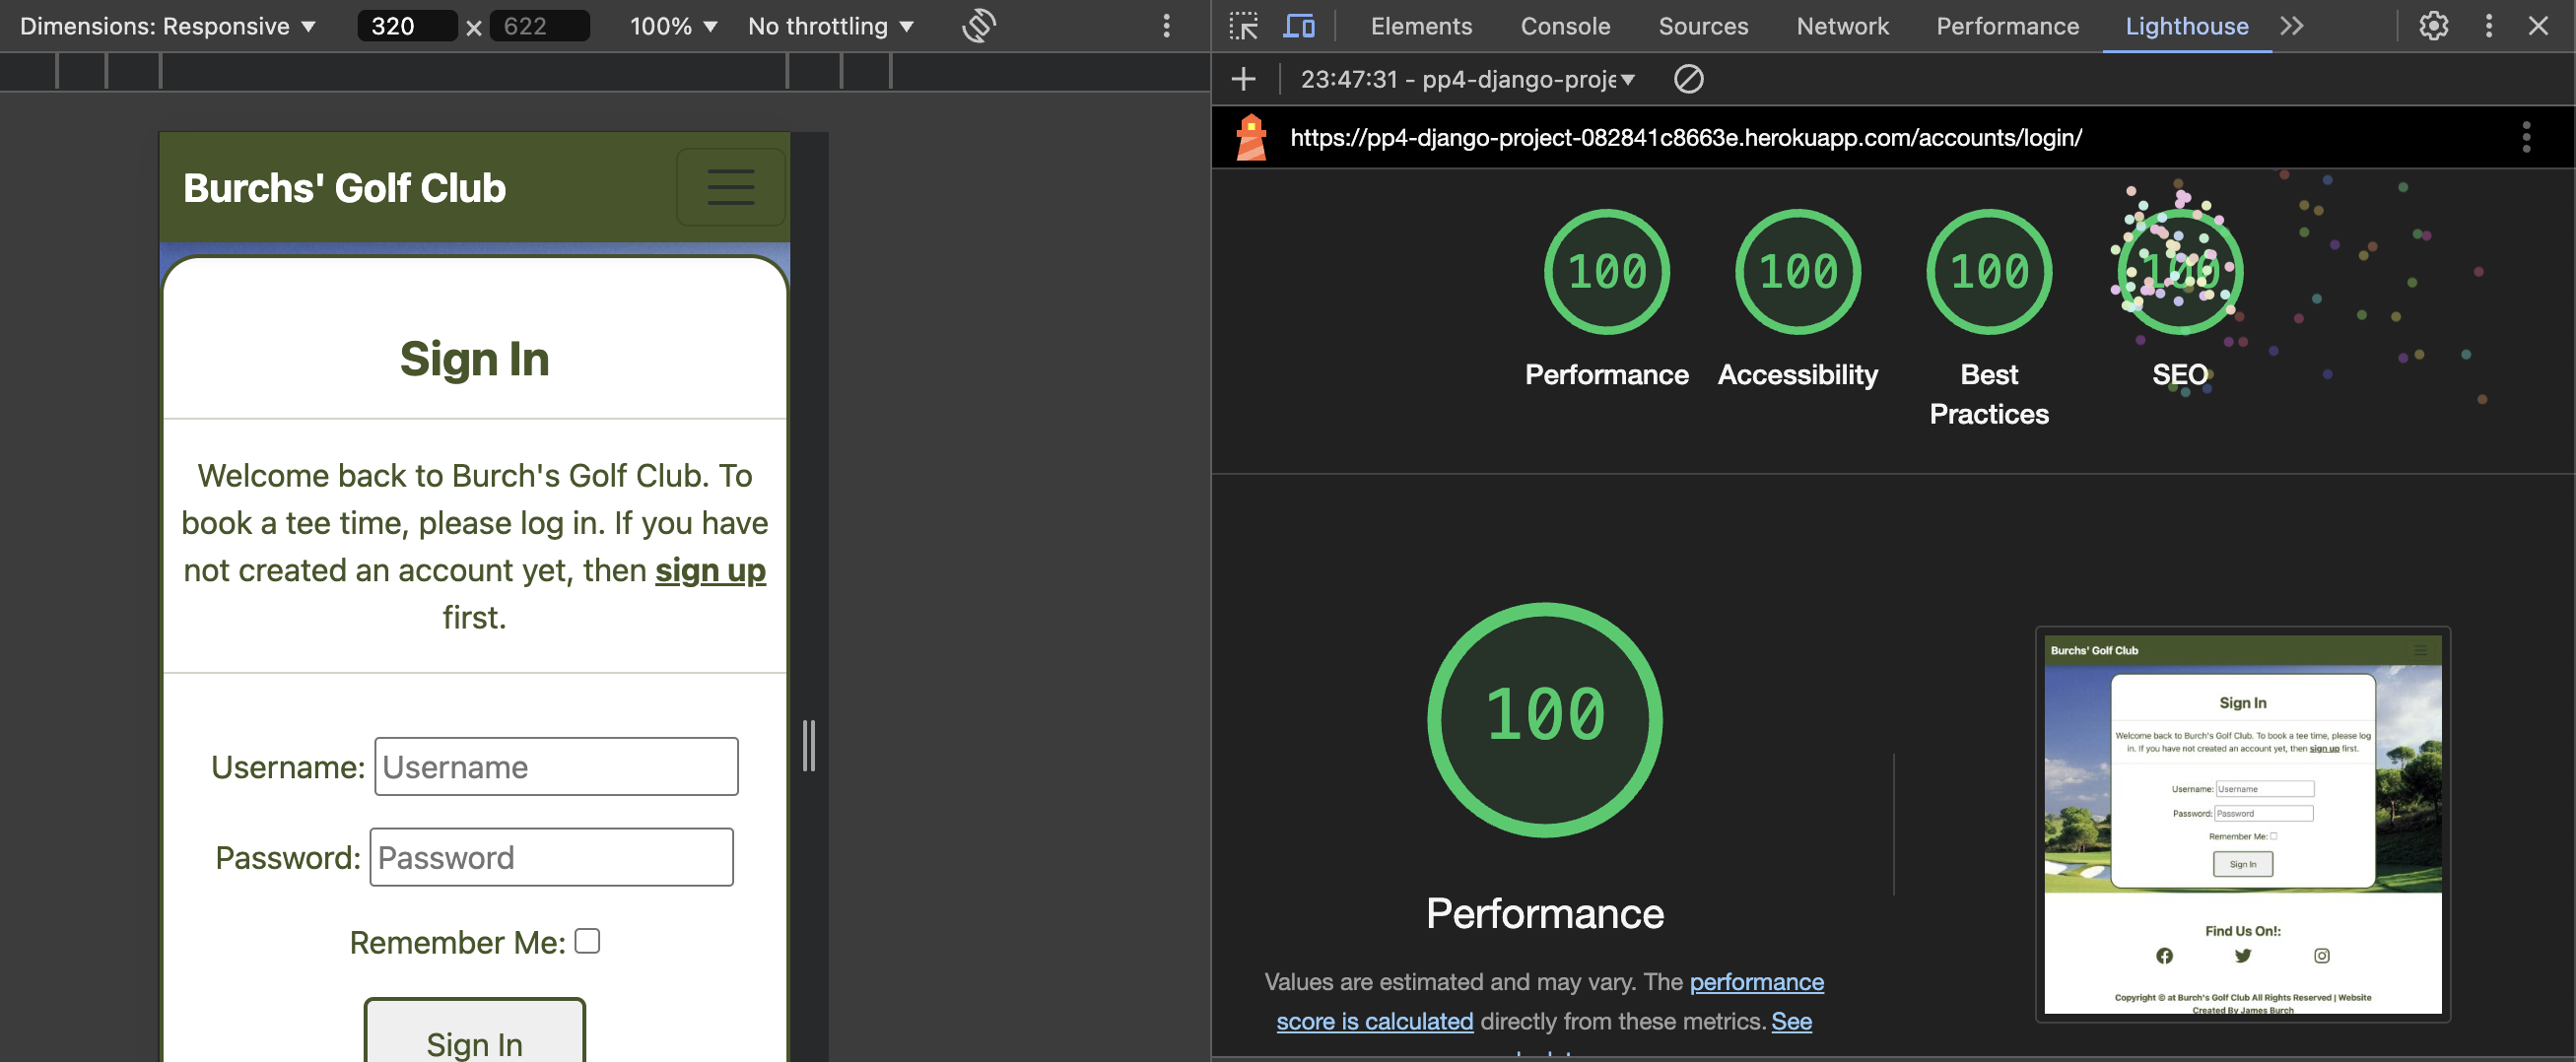 Dimensions: Responsive ▼ 320 × 622 100% ▼ No throttling ▼
Elements Console Sources Network Performance Lighthouse
23:47:31 - pp4-django-proje
https://pp4-django-project-082841c8663e.herokuapp.com/accounts/login/
Burchs' Golf Club
Sign In
Welcome back to Burch's Golf Club. To
book a tee time, please log in. If you have
not created an account yet, then sign up
first.
Username: Username
Password: Password
Remember Me:
Sign In
100 100 100 100
Performance Accessibility Best
Practices SEO
100
Performance
Values are estimated and may vary. The performance
score is calculated directly from these metrics. See
Burchs' Golf Club
Sign In
Welcome back to Burch's Golf Club. To book a tee time, please log
in. If you have not created an account yet, then sign up first.
Username: Username
Password: Password
Remember Me:
Sign In
Find Us On!:
Copyright © at Burch's Golf Club All Rights Reserved | Website
Created By James Burch